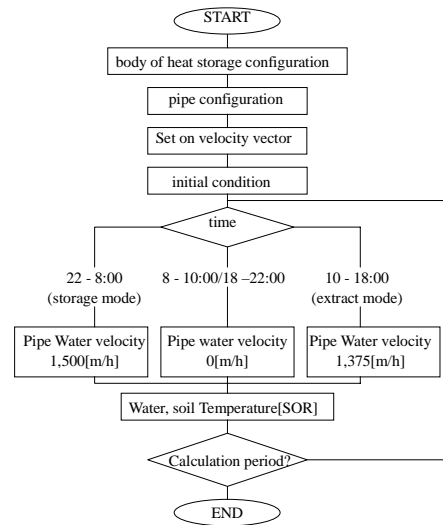 START
body of heat storage configuration
pipe configuration
Set on velocity vector
initial condition
time
22 - 8:00
(storage mode)
8 - 10:00/18 –22:00
10 - 18:00
(extract mode)
Pipe Water velocity
1,500[m/h]
Pipe water velocity
0[m/h]
Pipe Water velocity
1,375[m/h]
Water, soil Temperature[SOR]
Calculation period?
END